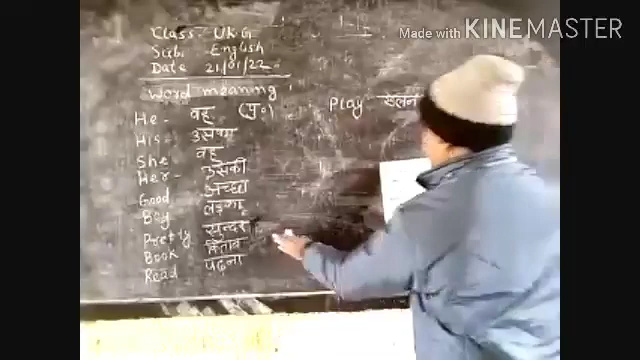 Made with KINEMASTER
Class: UKG
Sub: English
Date 21/01/22
Word meaning
He - वह (पु०)
His - उसका
She वह
Her - उसकी
Good अच्छा
Boy लड़का
Pretty सुन्दर
Book किताब
Read पढ़ना
Play खेलना